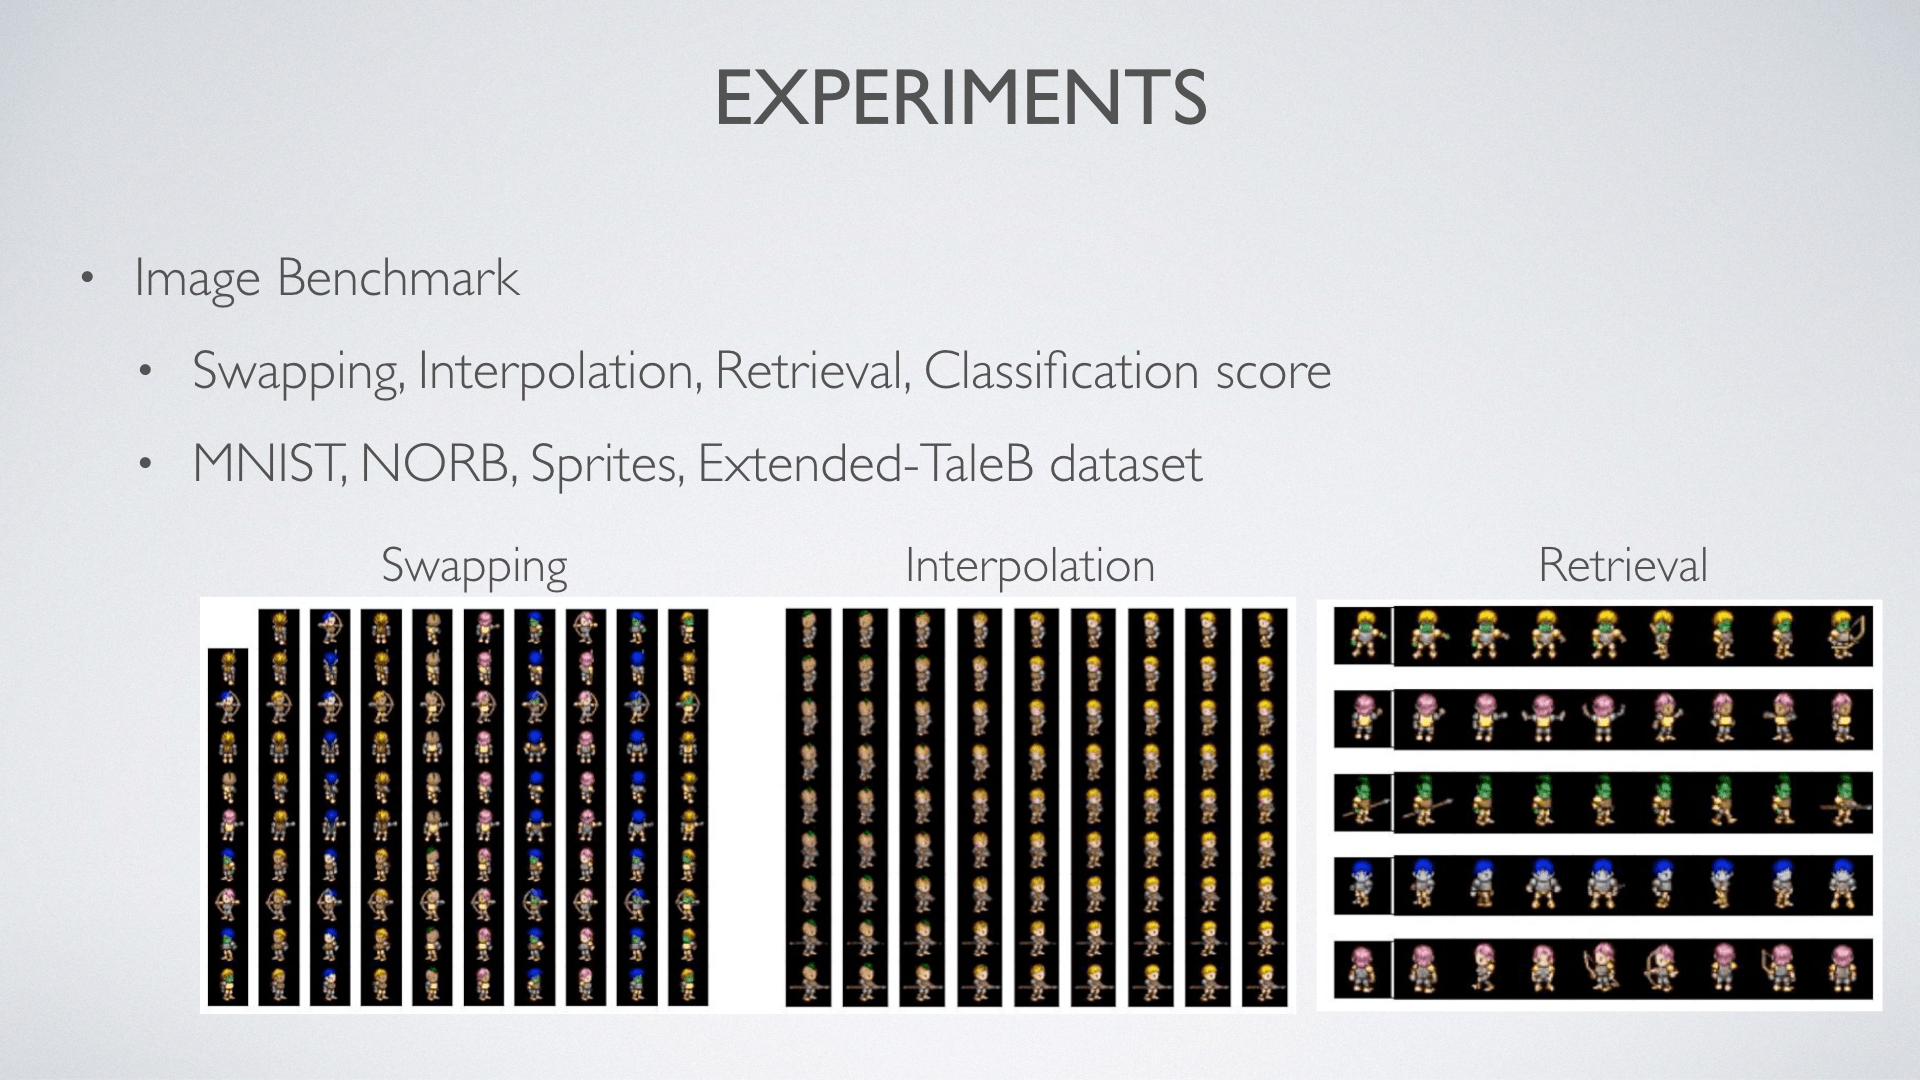 EXPERIMENTS
• Image Benchmark
• Swapping, Interpolation, Retrieval, Classification score
• MNIST, NORB, Sprites, Extended-TaleB dataset
Swapping Interpolation Retrieval